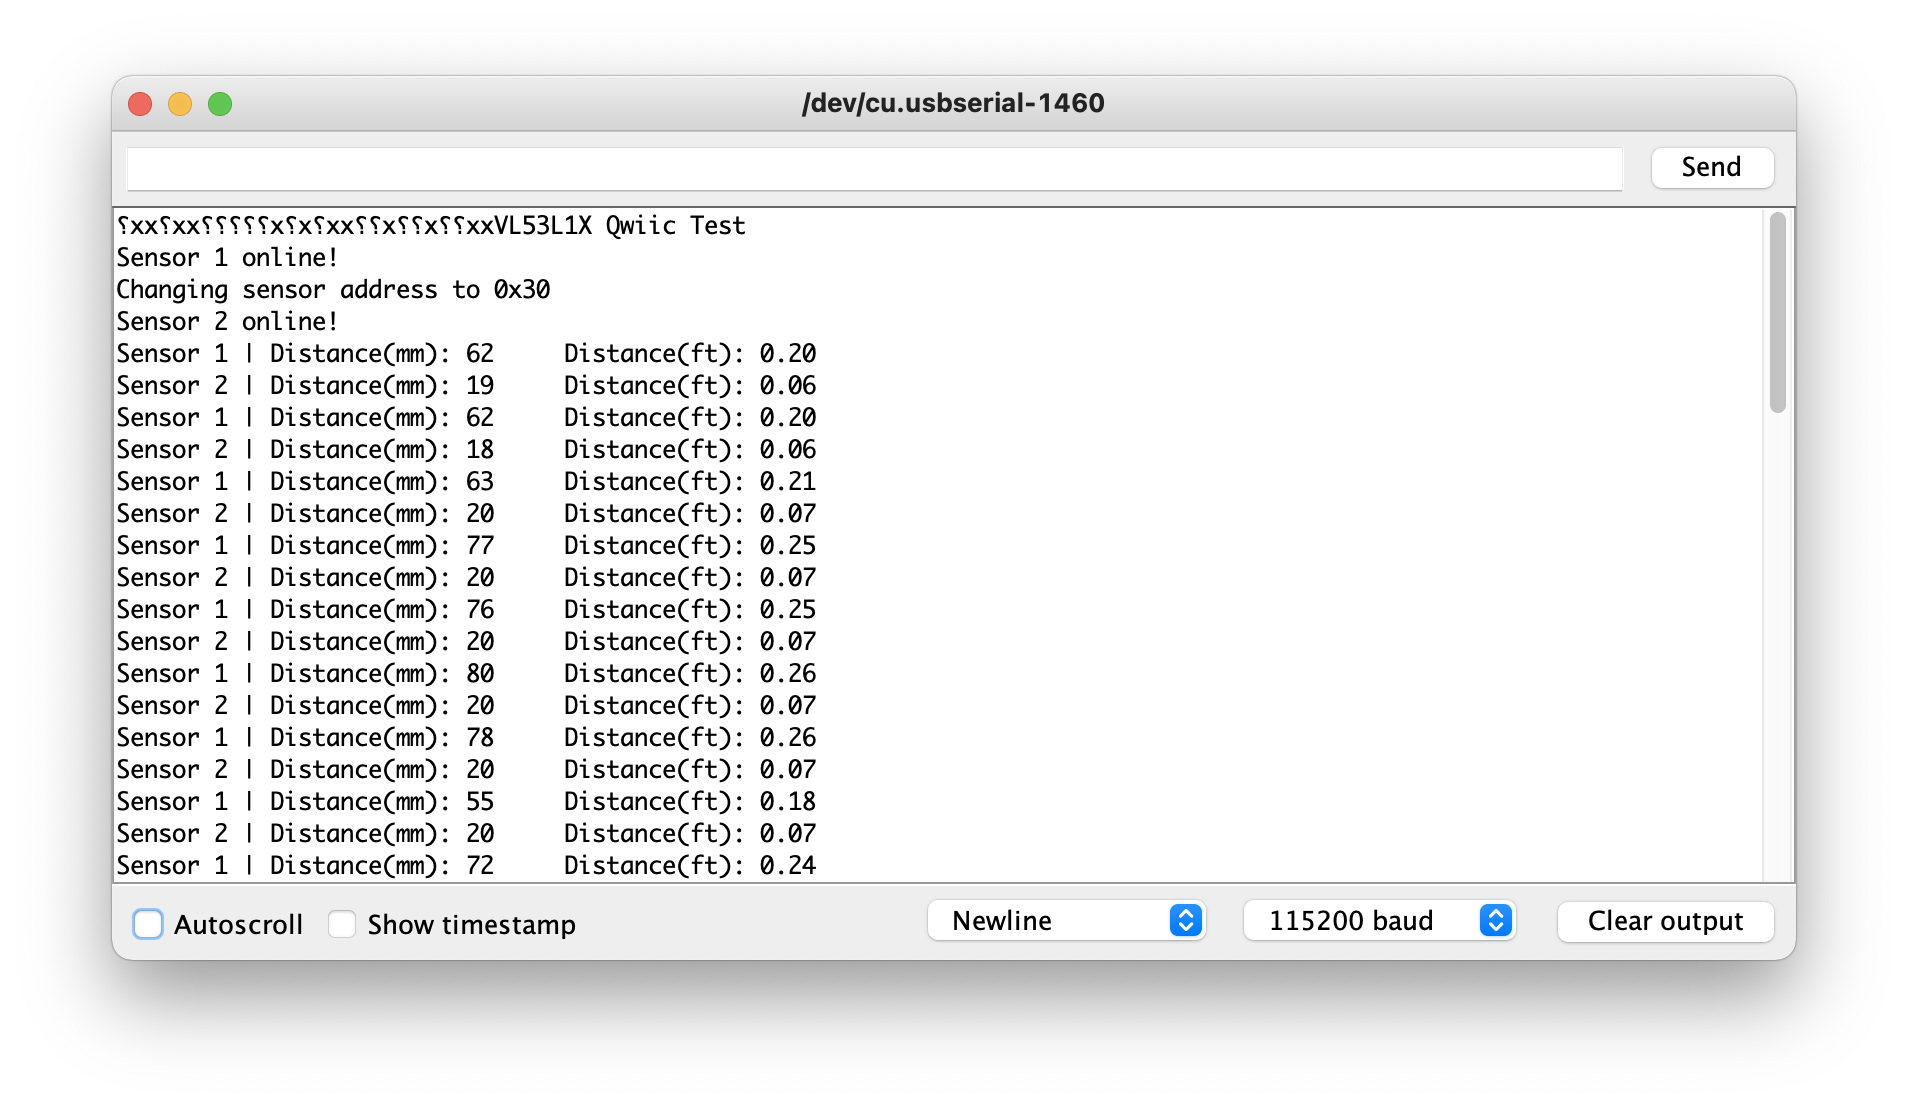 /dev/cu.usbserial-1460
Send
⸮xx⸮xx⸮⸮⸮⸮⸮x⸮x⸮xx⸮⸮x⸮⸮x⸮⸮xxVL53L1X Qwiic Test
Sensor 1 online!
Changing sensor address to 0x30
Sensor 2 online!
Sensor 1 | Distance(mm): 62     Distance(ft): 0.20
Sensor 2 | Distance(mm): 19     Distance(ft): 0.06
Sensor 1 | Distance(mm): 62     Distance(ft): 0.20
Sensor 2 | Distance(mm): 18     Distance(ft): 0.06
Sensor 1 | Distance(mm): 63     Distance(ft): 0.21
Sensor 2 | Distance(mm): 20     Distance(ft): 0.07
Sensor 1 | Distance(mm): 77     Distance(ft): 0.25
Sensor 2 | Distance(mm): 20     Distance(ft): 0.07
Sensor 1 | Distance(mm): 76     Distance(ft): 0.25
Sensor 2 | Distance(mm): 20     Distance(ft): 0.07
Sensor 1 | Distance(mm): 80     Distance(ft): 0.26
Sensor 2 | Distance(mm): 20     Distance(ft): 0.07
Sensor 1 | Distance(mm): 78     Distance(ft): 0.26
Sensor 2 | Distance(mm): 20     Distance(ft): 0.07
Sensor 1 | Distance(mm): 55     Distance(ft): 0.18
Sensor 2 | Distance(mm): 20     Distance(ft): 0.07
Sensor 1 | Distance(mm): 72     Distance(ft): 0.24
Autoscroll Show timestamp Newline 115200 baud Clear output